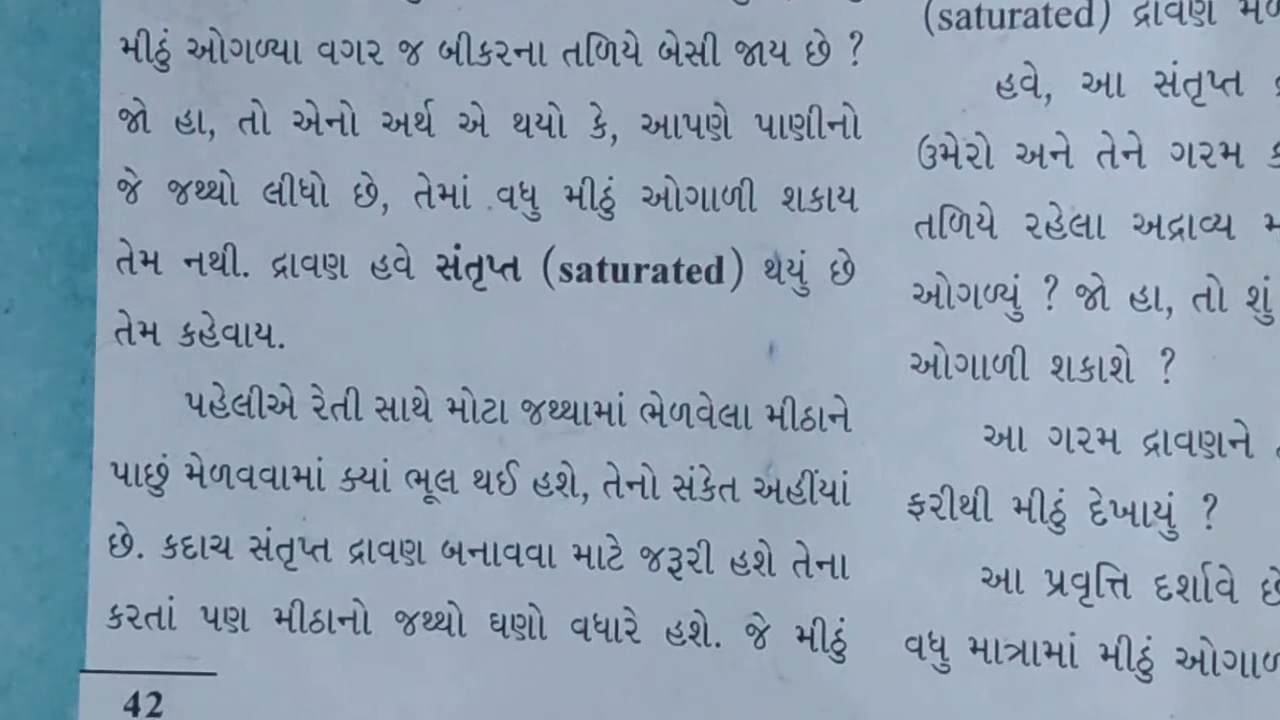 મીઠું ઓગળ્યા વગર જ બીકરના તળિયે બેસી જાય છે ?
જો હા, તો એનો અર્થ એ થયો કે, આપણે પાણીનો
જે જથ્થો લીધો છે, તેમાં વધુ મીઠું ઓગાળી શકાય
તેમ નથી. દ્રાવણ હવે સંતૃપ્ત (saturated) થયું છે
તેમ કહેવાય.
પહેલીએ રેતી સાથે મોટા જથ્થામાં ભેળવેલા મીઠાને
પાછું મેળવવામાં ક્યાં ભૂલ થઈ હશે, તેનો સંકેત અહીંયાં
છે. કદાચ સંતૃપ્ત દ્રાવણ બનાવવા માટે જરૂરી હશે તેના
કરતાં પણ મીઠાનો જથ્થો ઘણો વધારે હશે. જે મીઠું
42
(saturated) દ્રાવણ
હવે, આ સંતૃપ્ત
ઉમેરો અને તેને ગરમ
તળિયે રહેલા અદ્રાવ્ય
ઓગળ્યું ? જો હા, તો શું
ઓગાળી શકાશે ?
આ ગરમ દ્રાવણને
ફરીથી મીઠું દેખાયું ?
આ પ્રવૃત્તિ દર્શાવે
વધુ માત્રામાં મીઠું